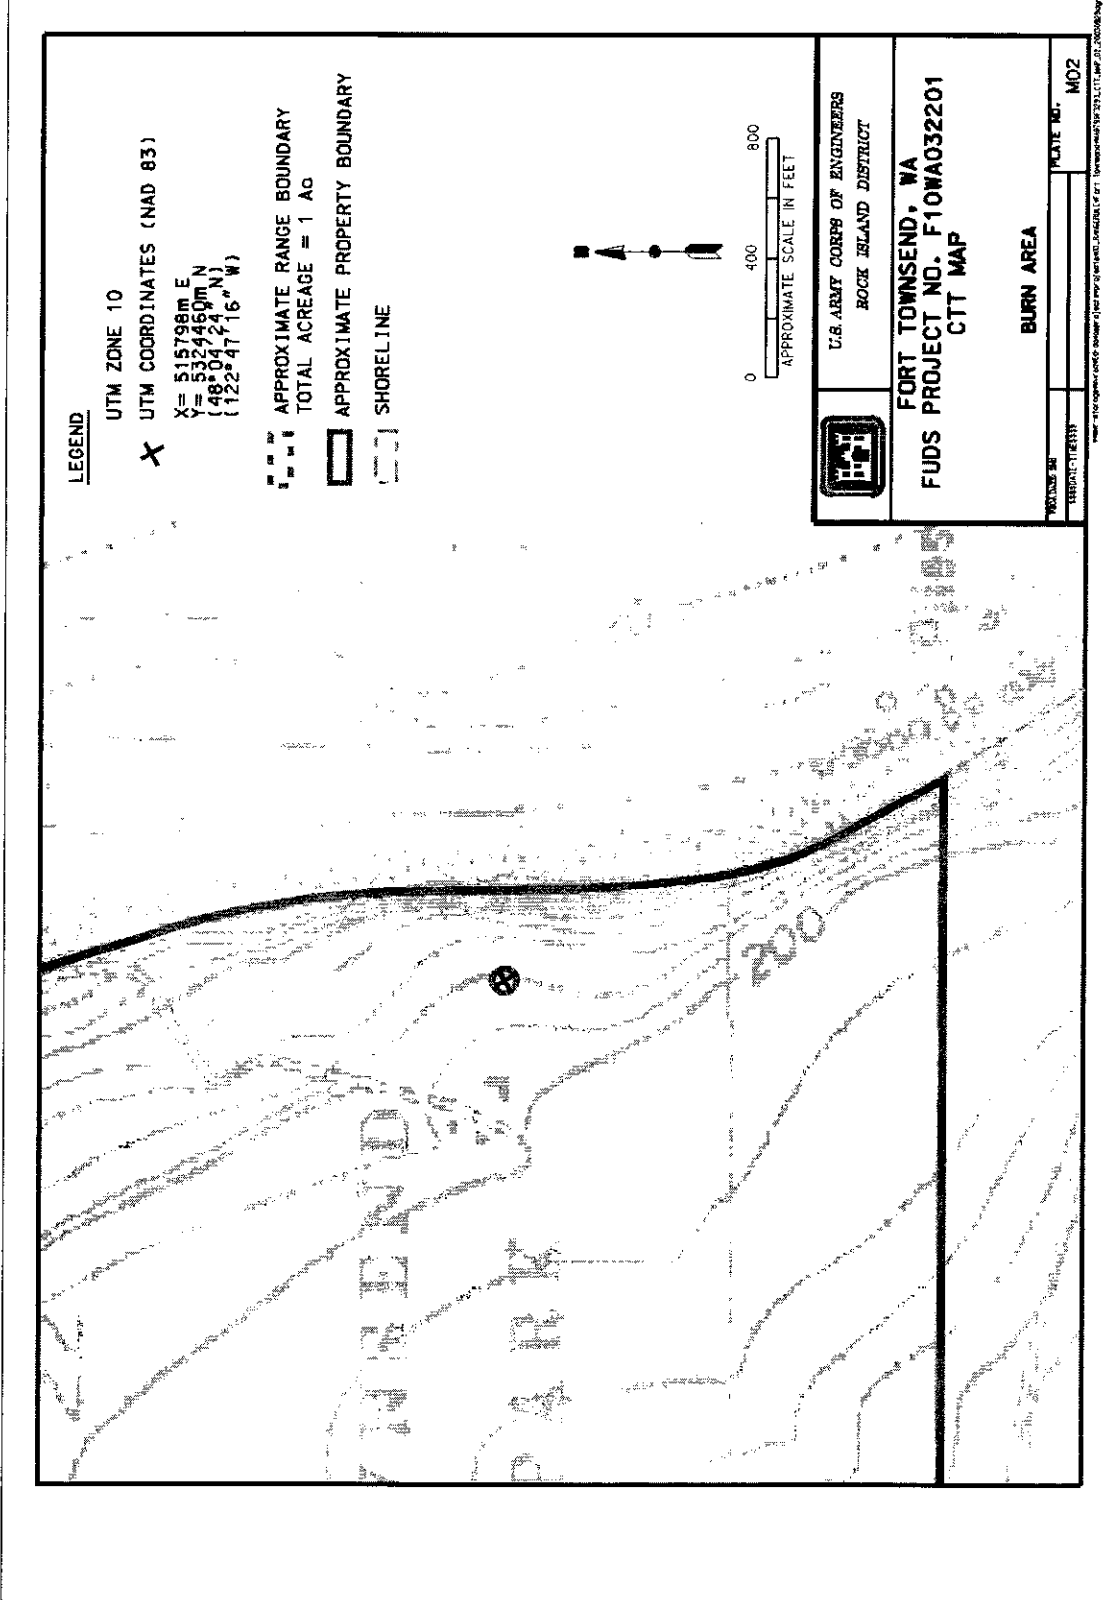 LEGEND
UTM ZONE 10
X UTM COORDINATES (NAD 83)
X= 515798m E
Y= 5324460m N
(48°04'24" N)
(122°47'16" W)
APPROXIMATE RANGE BOUNDARY
TOTAL ACREAGE = 1 Ac
APPROXIMATE PROPERTY BOUNDARY
SHORELINE
0 400 800
APPROXIMATE SCALE IN FEET
U.S. ARMY CORPS OF ENGINEERS
ROCK ISLAND DISTRICT
FORT TOWNSEND, WA
FUDS PROJECT NO. F10WA032201
CTT MAP
BURN AREA
PLATE NO.
M02
300
PARK